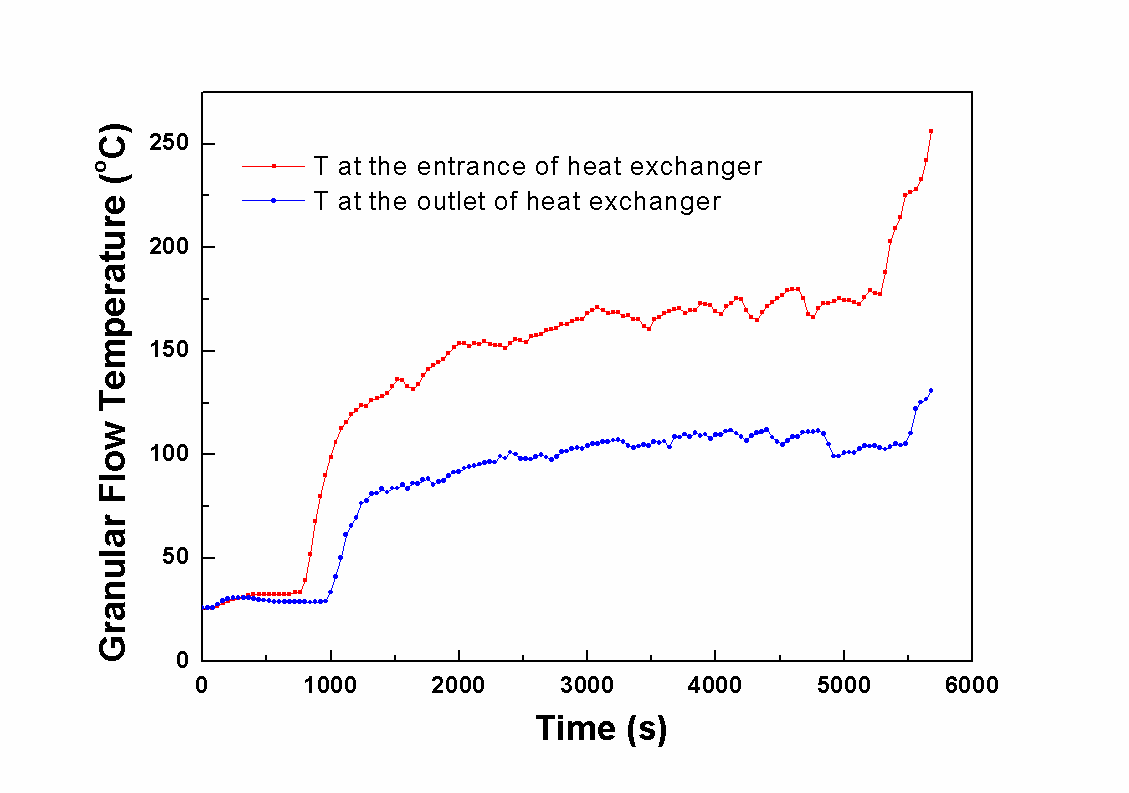 250
200
150
100
50
0
Granular Flow Temperature (°C)
T at the entrance of heat exchanger
T at the outlet of heat exchanger
0 1000 2000 3000 4000 5000 6000
Time (s)